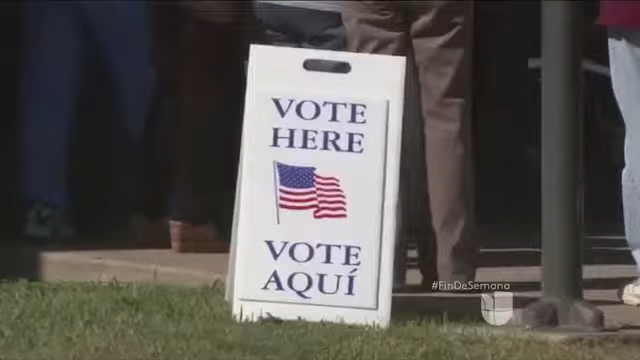 VOTE
HERE
VOTE
AQUÍ
#FinDeSemana